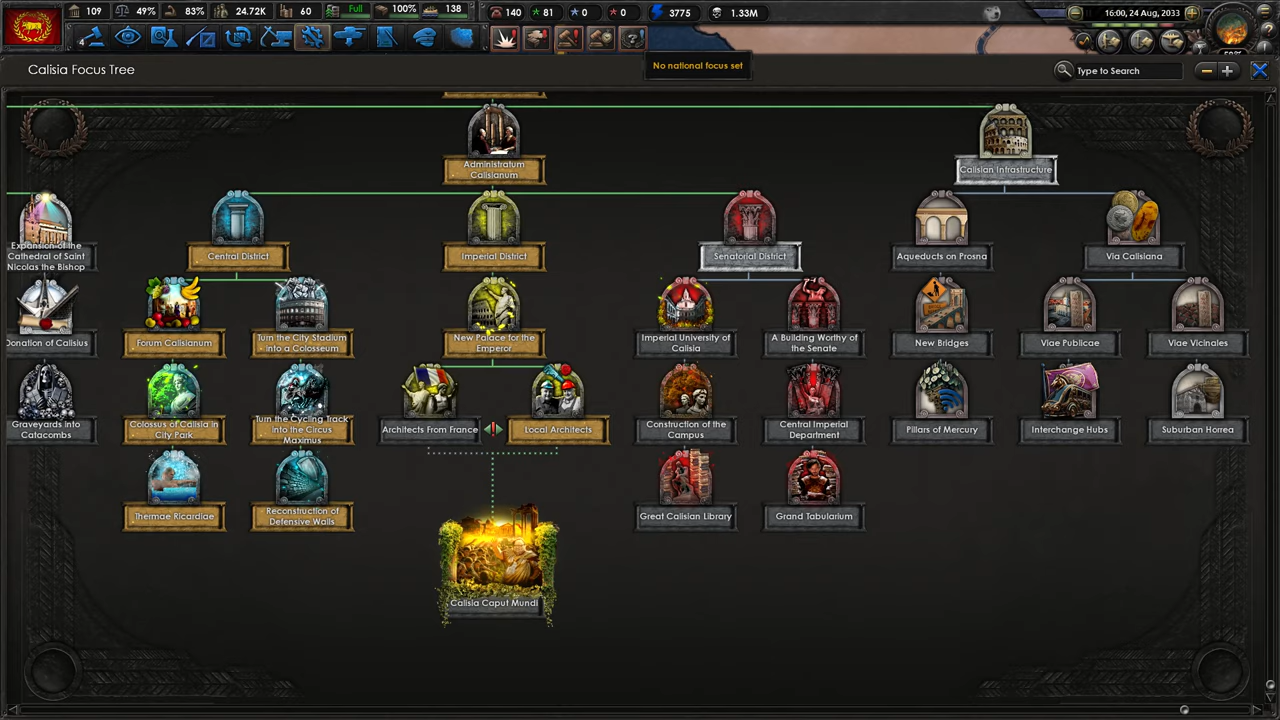 109
49%
83%
24.72K
60
Full
100%
138
140
81
0
0
3775
1.33M
16:00, 24 Aug, 2033
4
No national focus set
Calisia Focus Tree
Type to Search
Administratum
Calisianum
Calisian Infrastructure
Expansion of the
Cathedral of Saint
Nicolas the Bishop
Central District
Imperial District
Senatorial District
Aqueducts on Prosna
Via Calisiana
Donation of Calisius
Forum Calisianum
Turn the City Stadium
into a Colosseum
New Palace for the
Emperor
Imperial University of
Calisia
A Building Worthy of
the Senate
New Bridges
Viae Publicae
Viae Vicinales
Graveyards into
Catacombs
Colossus of Calisia in
City Park
Turn the Cycling Track
into the Circus
Maximus
Architects From France
Local Architects
Construction of the
Campus
Central Imperial
Department
Pillars of Mercury
Interchange Hubs
Suburban Horrea
Thermae Ricardiae
Reconstruction of
Defensive Walls
Great Calisian Library
Grand Tabularium
Calisia Caput Mundi